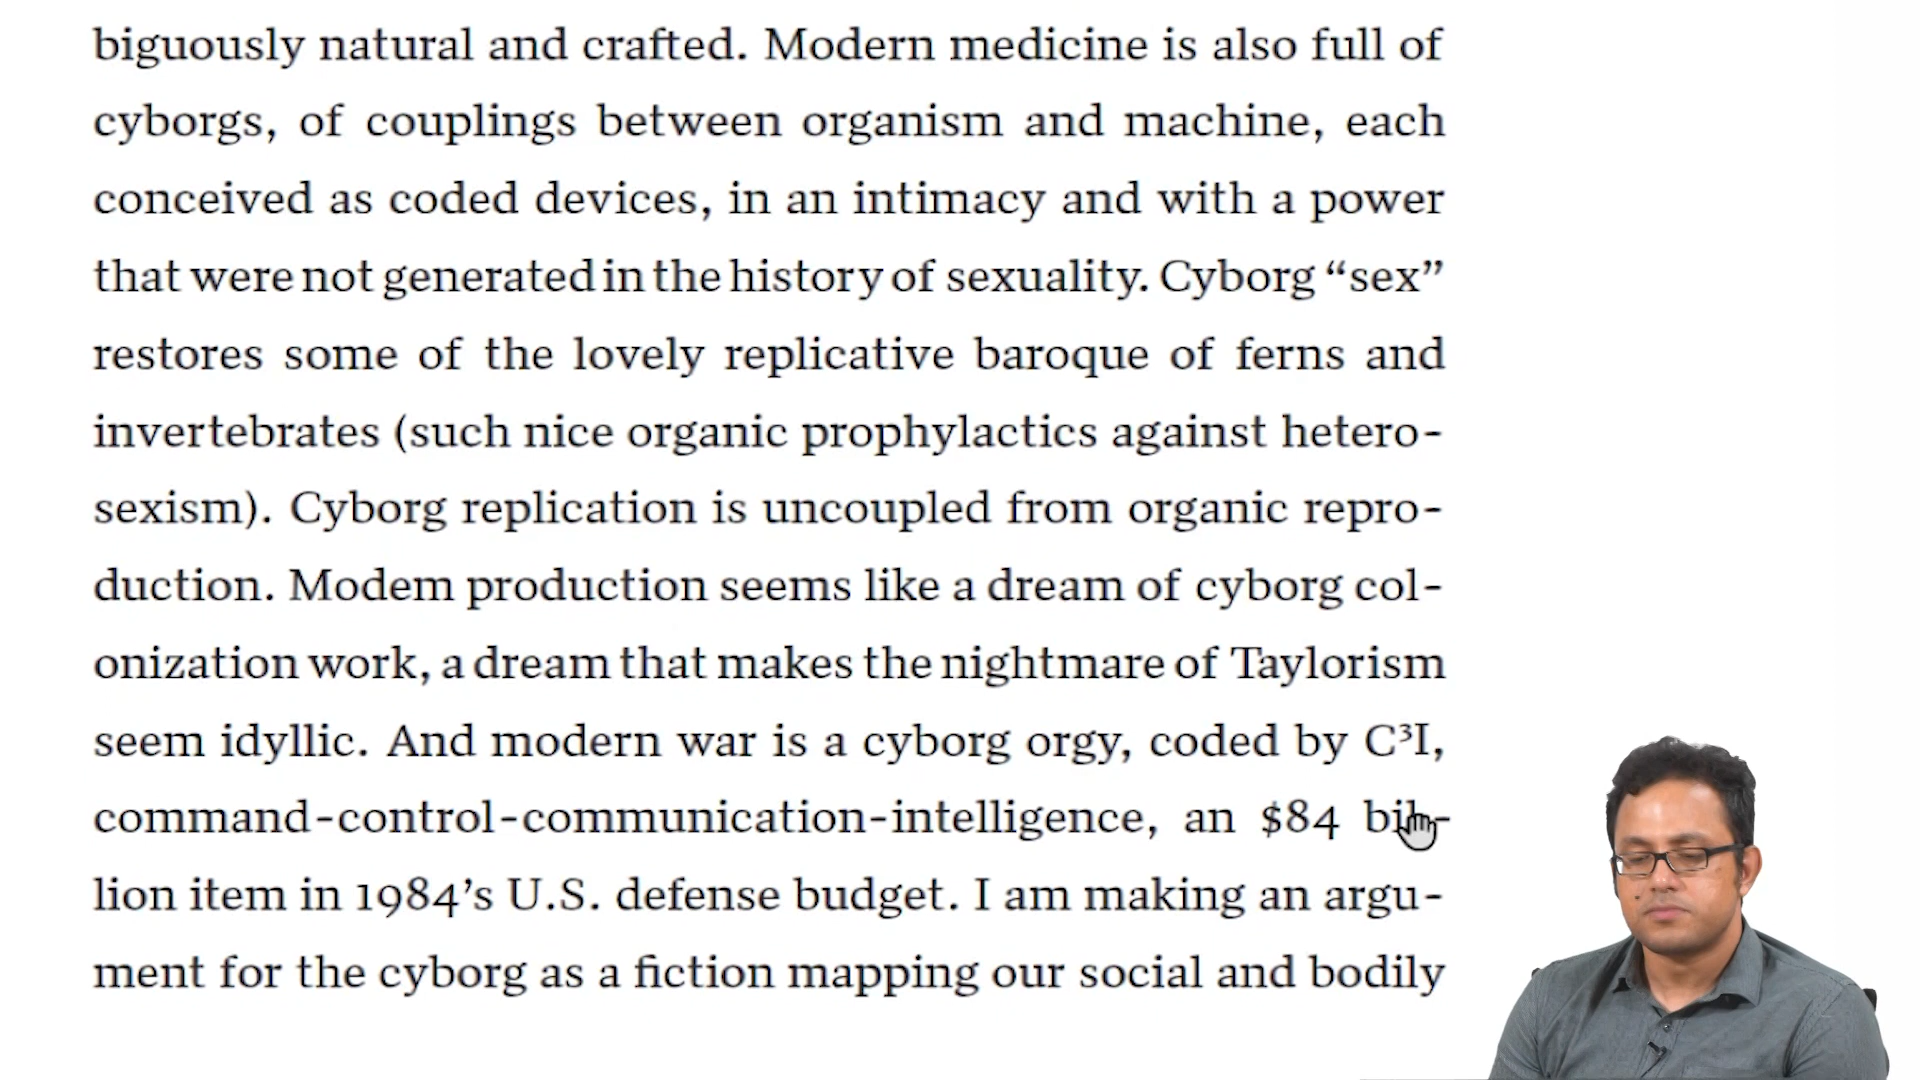 biguously natural and crafted. Modern medicine is also full of
cyborgs, of couplings between organism and machine, each
conceived as coded devices, in an intimacy and with a power
that were not generated in the history of sexuality. Cyborg “sex”
restores some of the lovely replicative baroque of ferns and
invertebrates (such nice organic prophylactics against hetero-
sexism). Cyborg replication is uncoupled from organic repro-
duction. Modem production seems like a dream of cyborg col-
onization work, a dream that makes the nightmare of Taylorism
seem idyllic. And modern war is a cyborg orgy, coded by C³I,
command-control-communication-intelligence, an $84 bil-
lion item in 1984’s U.S. defense budget. I am making an argu-
ment for the cyborg as a fiction mapping our social and bodily